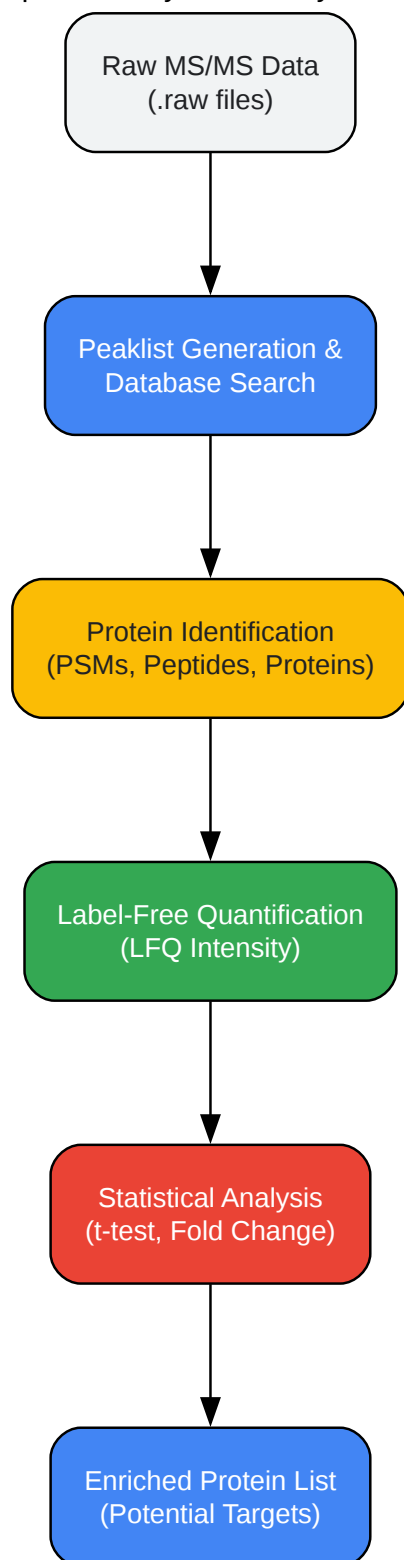 Raw MS/MS Data
(.raw files)
Peaklist Generation &
Database Search
Protein Identification
(PSMs, Peptides, Proteins)
Label-Free Quantification
(LFQ Intensity)
Statistical Analysis
(t-test, Fold Change)
Enriched Protein List
(Potential Targets)